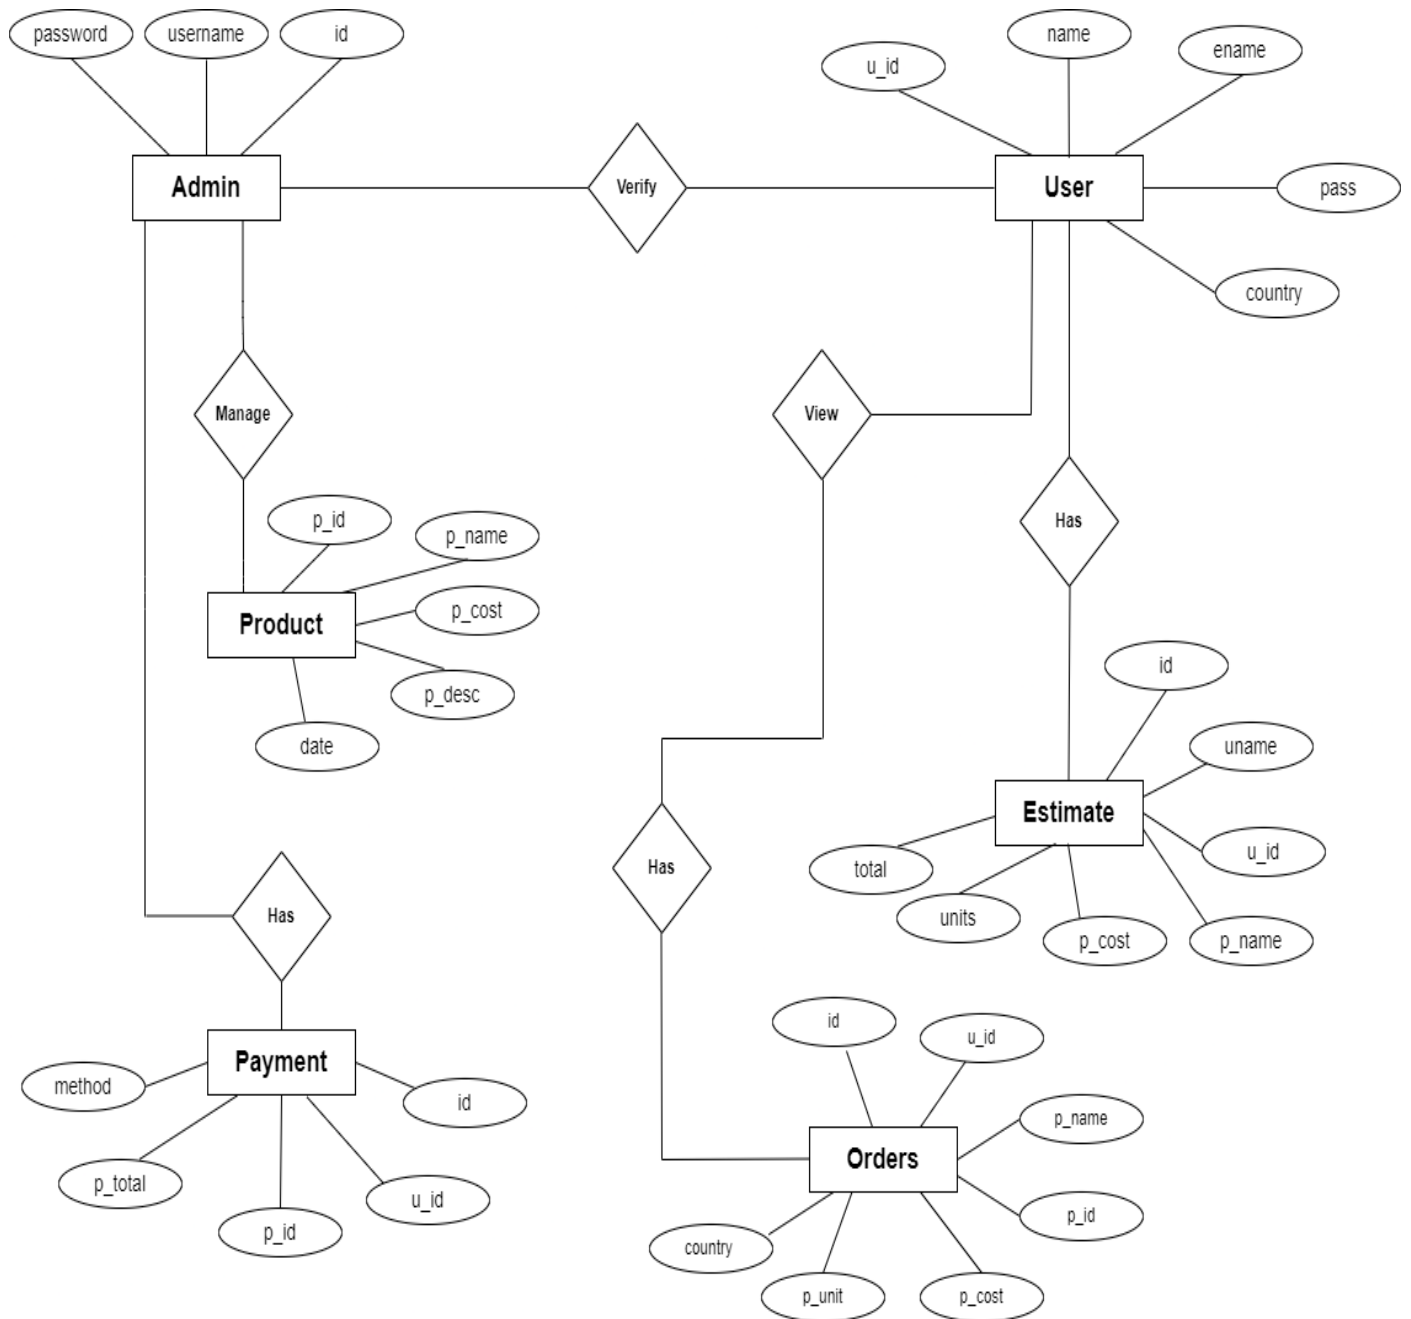 password
username
id
name
ename
u_id
Admin
Verify
User
pass
country
Manage
View
Has
p_id
p_name
p_cost
Product
p_desc
date
id
uname
Estimate
u_id
total
units
p_cost
p_name
Has
Has
id
u_id
Payment
method
id
p_name
Orders
p_total
u_id
p_id
p_id
country
p_unit
p_cost